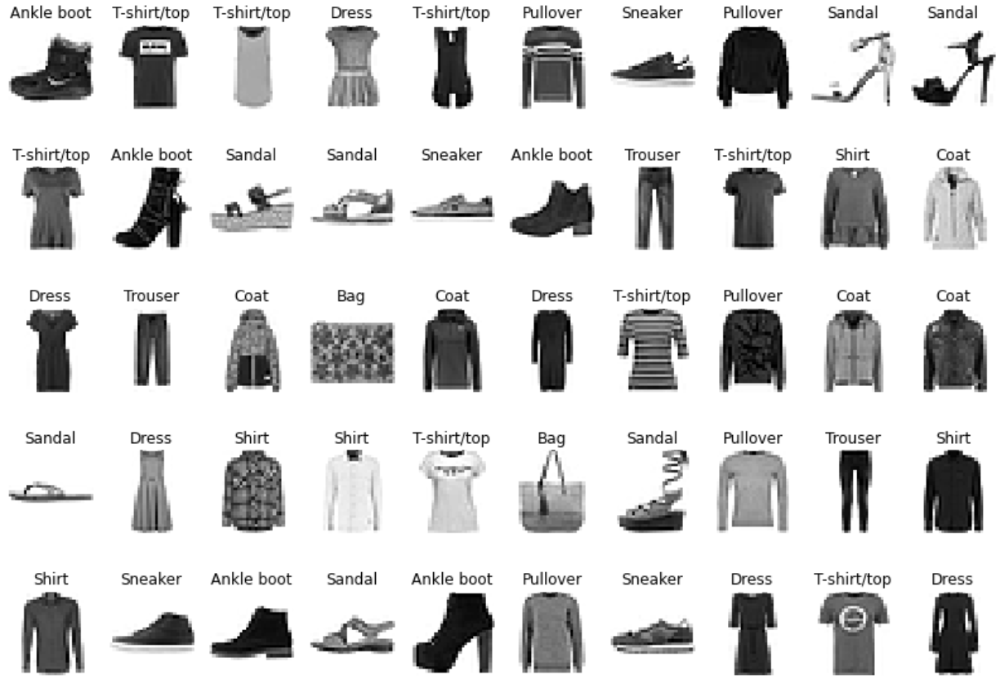 Ankle boot T-shirt/top T-shirt/top Dress T-shirt/top Pullover Sneaker Pullover Sandal Sandal
T-shirt/top Ankle boot Sandal Sandal Sneaker Ankle boot Trouser T-shirt/top Shirt Coat
Dress Trouser Coat Bag Coat Dress T-shirt/top Pullover Coat Coat
Sandal Dress Shirt Shirt T-shirt/top Bag Sandal Pullover Trouser Shirt
Shirt Sneaker Ankle boot Sandal Ankle boot Pullover Sneaker Dress T-shirt/top Dress